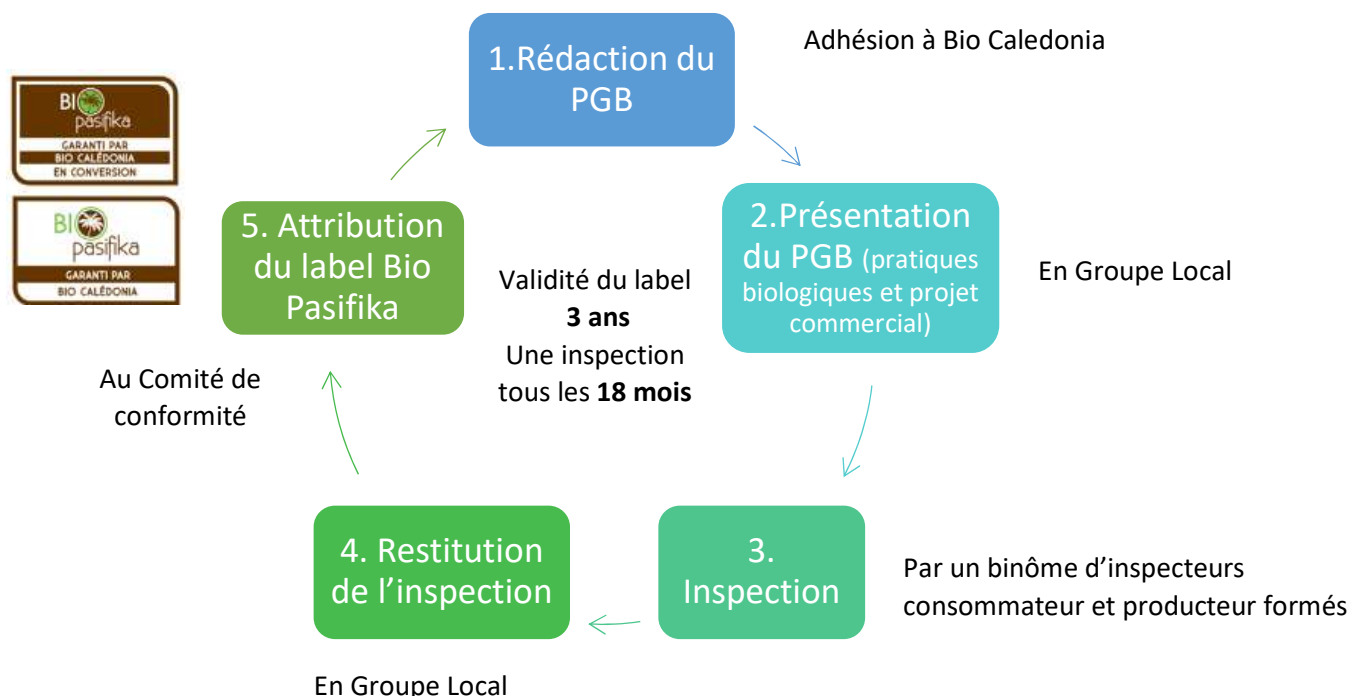 1.Rédaction du
PGB
Adhésion à Bio Caledonia
BIO
pasifika
GARANTI PAR
BIO CALÉDONIA
EN CONVERSION
BIO
pasifika
GARANTI PAR
BIO CALÉDONIA
2.Présentation
du PGB (pratiques
biologiques et projet
commercial)
En Groupe Local
5. Attribution
du label Bio
Pasifika
Validité du label
3 ans
Une inspection
tous les 18 mois
Au Comité de
conformité
3.
Inspection
Par un binôme d’inspecteurs
consommateur et producteur formés
4. Restitution
de l’inspection
En Groupe Local